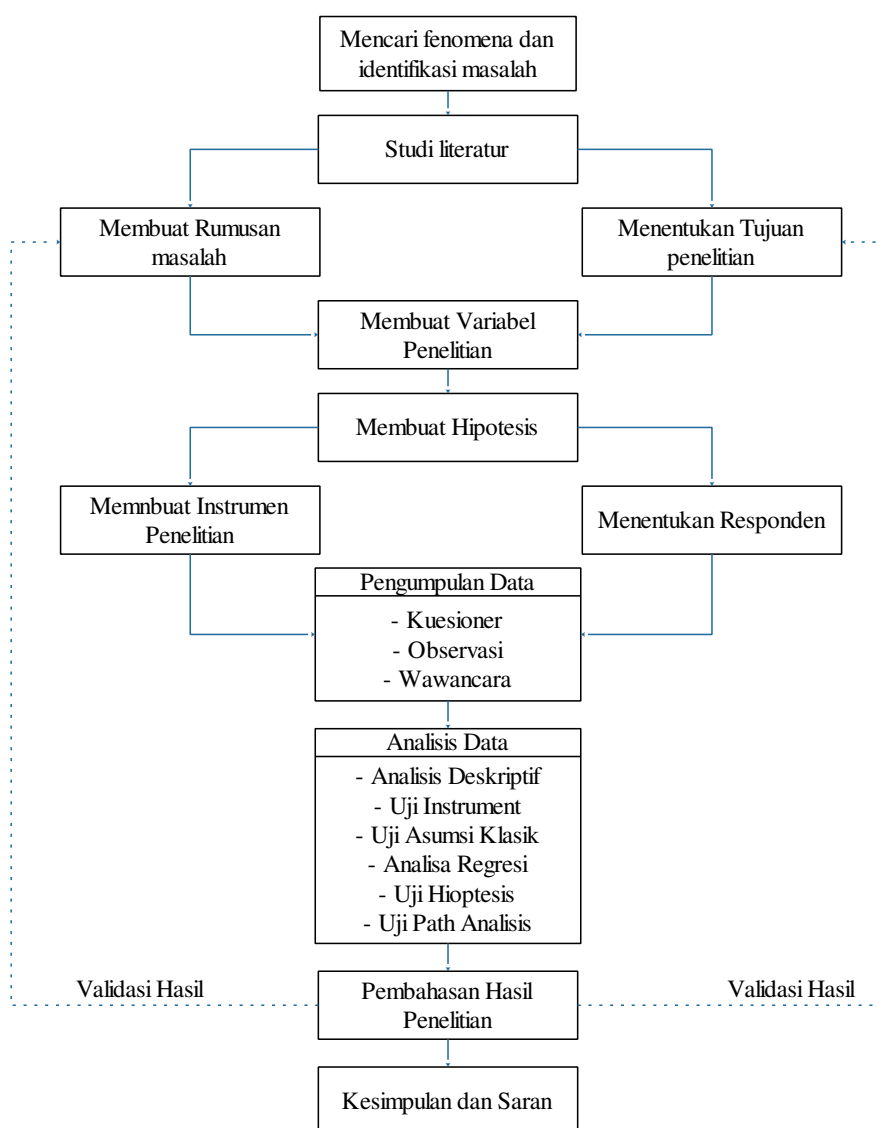 Mencari fenomena dan
identifikasi masalah
Studi literatur
Membuat Rumusan
masalah
Menentukan Tujuan
penelitian
Membuat Variabel
Penelitian
Membuat Hipotesis
Memnbuat Instrumen
Penelitian
Menentukan Responden
Pengumpulan Data
- Kuesioner
- Observasi
- Wawancara
Analisis Data
- Analisis Deskriptif
- Uji Instrument
- Uji Asumsi Klasik
- Analisa Regresi
- Uji Hioptesis
- Uji Path Analisis
Validasi Hasil
Pembahasan Hasil
Penelitian
Validasi Hasil
Kesimpulan dan Saran